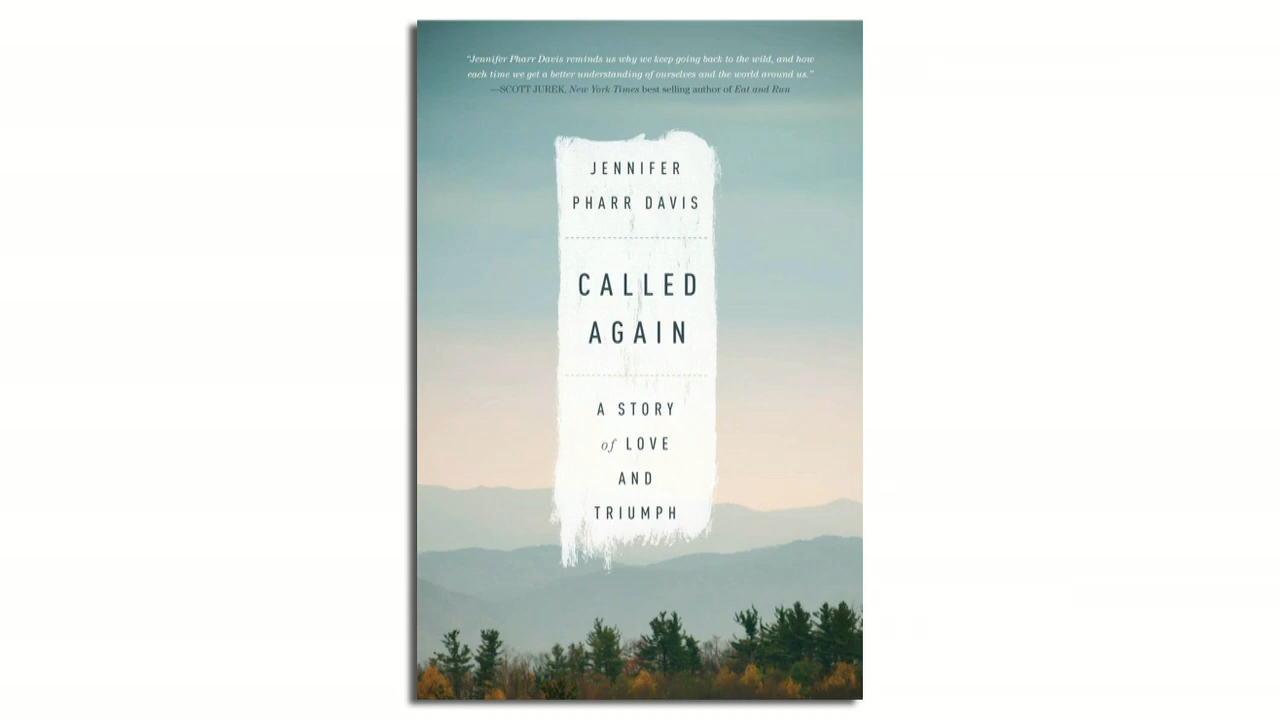 “Jennifer Pharr Davis reminds us why we keep going back to the wild, and how
each time we get a better understanding of ourselves and the world around us.”
—SCOTT JUREK, New York Times best selling author of Eat and Run
JENNIFER
PHARR DAVIS
CALLED
AGAIN
A STORY
of LOVE
AND
TRIUMPH